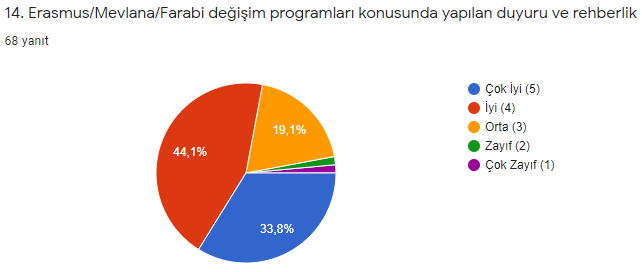 14. Erasmus/Mevlana/Farabi değişim programları konusunda yapılan duyuru ve rehberlik
68 yanıt
Çok İyi (5)
İyi (4)
Orta (3)
Zayıf (2)
Çok Zayıf (1)
19,1%
44,1%
33,8%